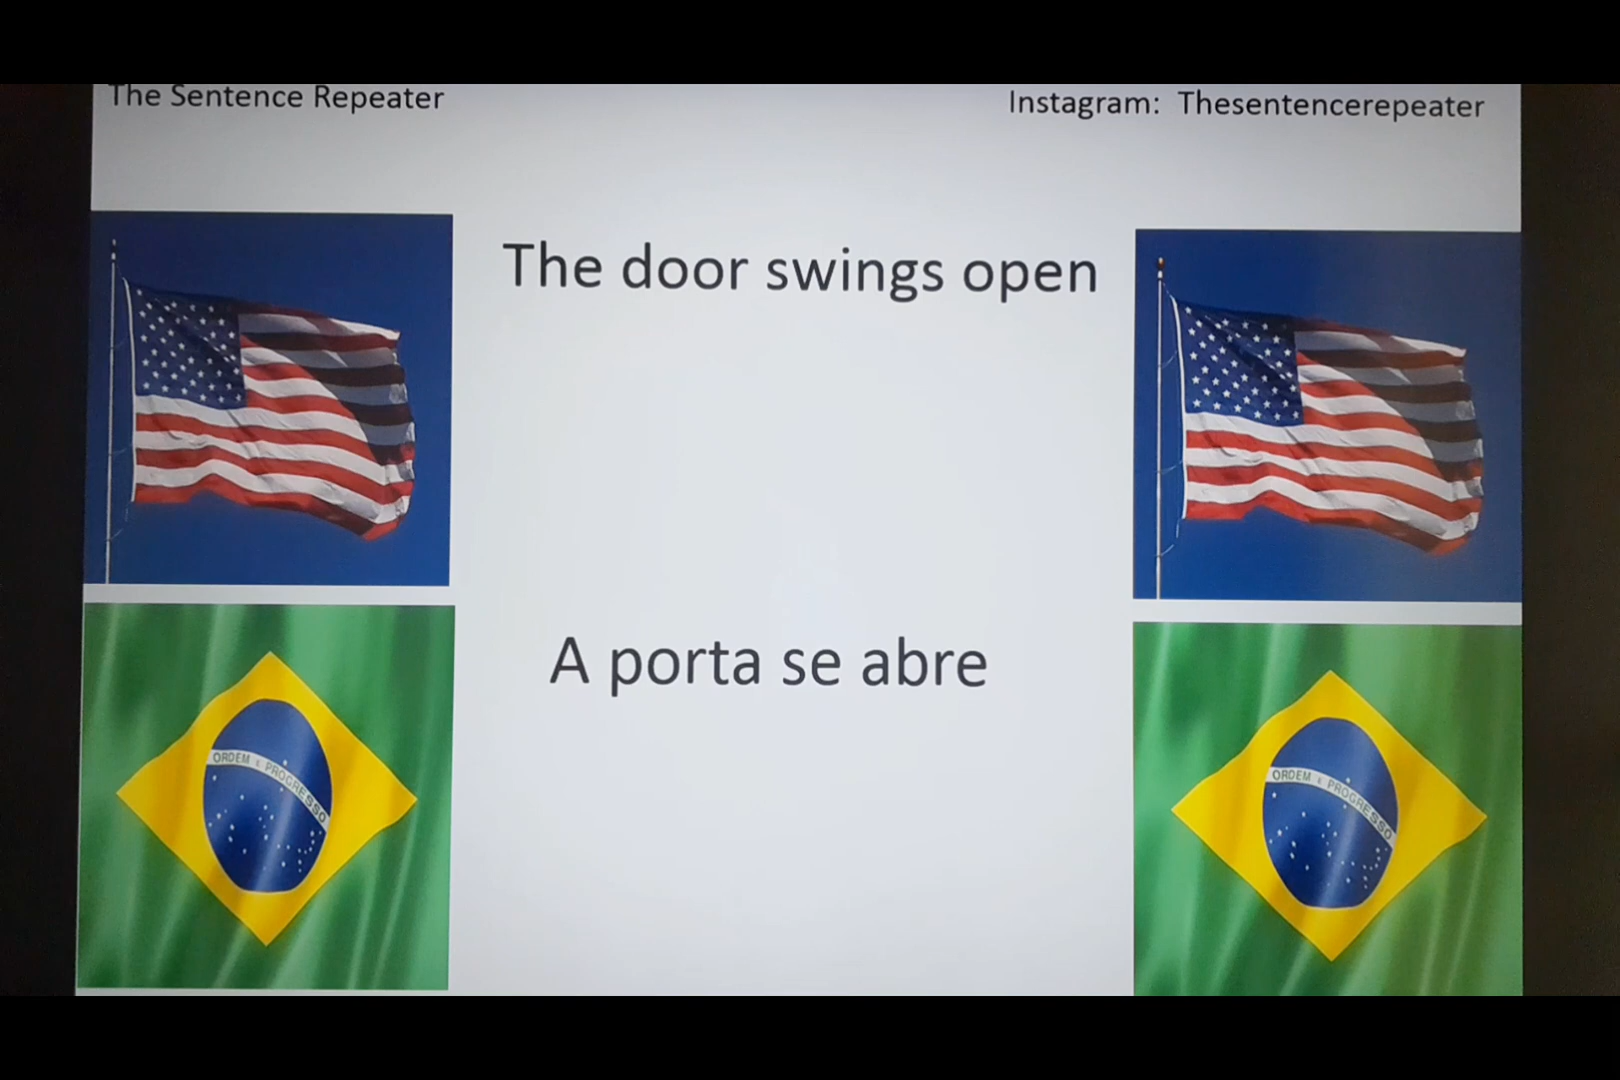 The Sentence Repeater
Instagram: Thesentencerepeater
The door swings open
A porta se abre
ORDEM E PROGRESSO
ORDEM E PROGRESSO